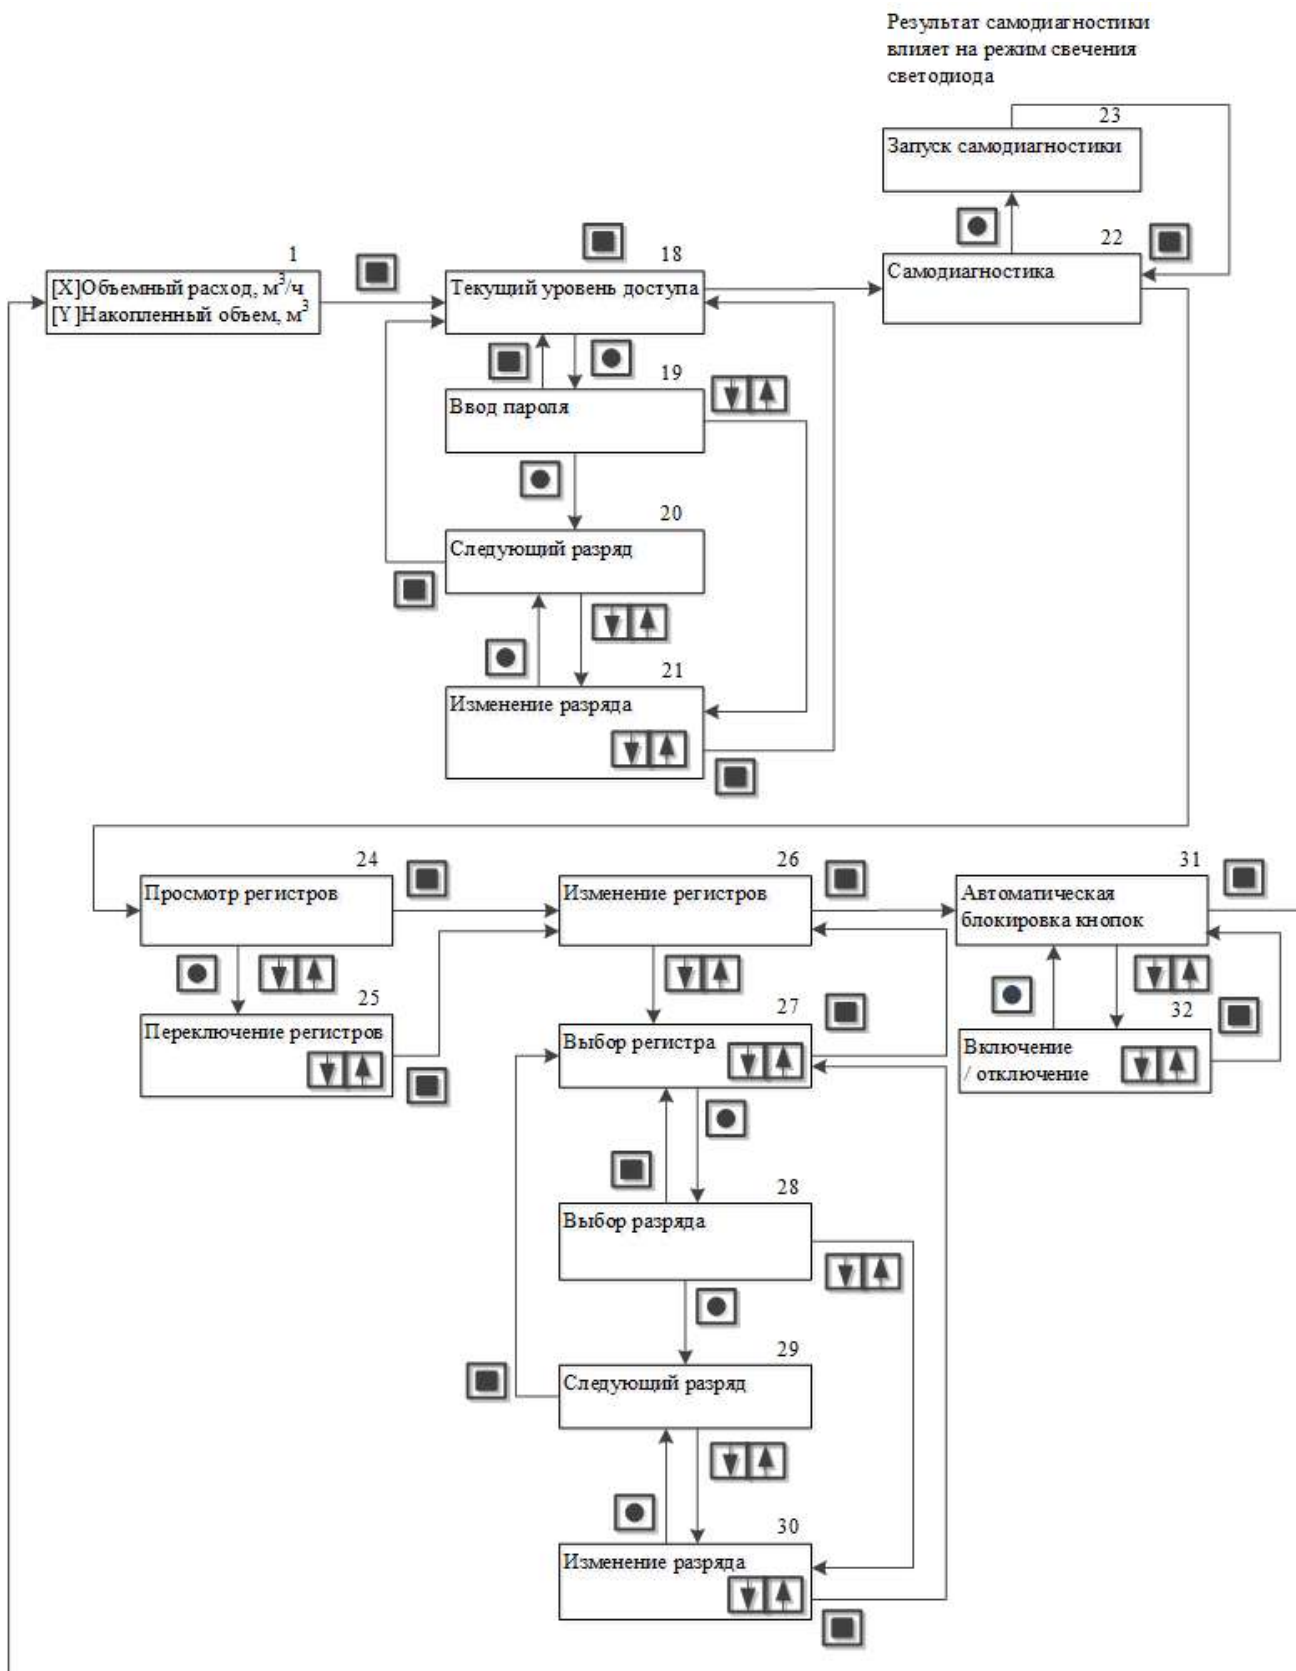 Результат самодиагностики
влияет на режим свечения
светодиода
23
Запуск самодиагностики
1
18
22
[X]Объемный расход, м³/ч
[Y]Накопленный объем, м³
Текущий уровень доступа
Самодиагностика
19
Ввод пароля
20
Следующий разряд
21
Изменение разряда
24
26
31
Просмотр регистров
Изменение регистров
Автоматическая
блокировка кнопок
25
27
32
Переключение регистров
Выбор регистра
Включение
/ отключение
28
Выбор разряда
29
Следующий разряд
30
Изменение разряда